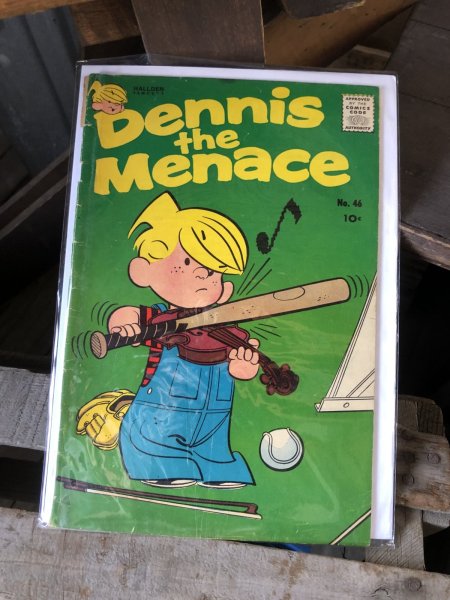 HALLDEN
Dennis
the
Menace
APPROVED
BY THE
COMICS
CODE
AUTHORITY
No. 46
10¢